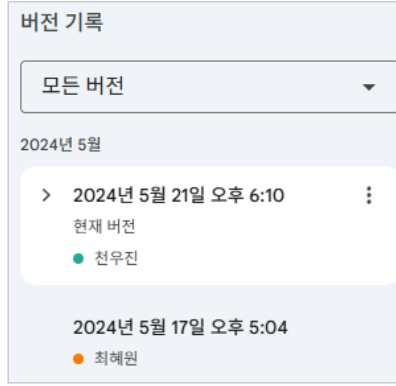 버전 기록
모든 버전
2024년 5월
2024년 5월 21일 오후 6:10
현재 버전
천우진
2024년 5월 17일 오후 5:04
최혜원